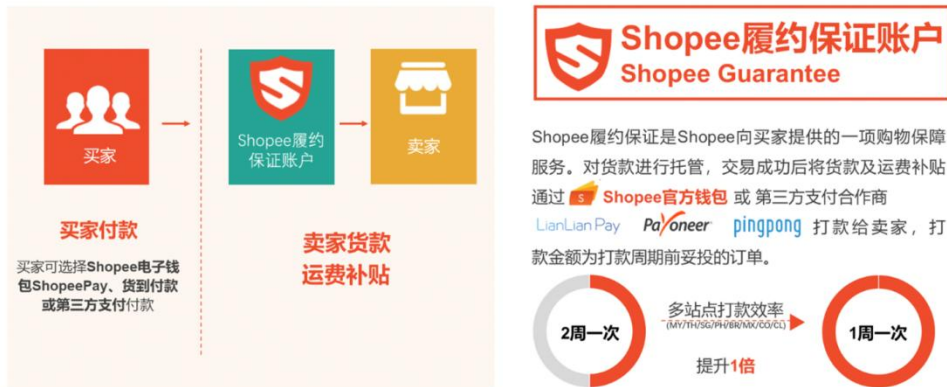 买家
Shopee履约
保证账户
卖家
买家付款
买家可选择Shopee电子钱
包ShopeePay、货到付款
或第三方支付付款
卖家货款
运费补贴
Shopee履约保证账户
Shopee Guarantee
Shopee履约保证是Shopee向买家提供的一项购物保障
服务。对货款进行托管，交易成功后将货款及运费补贴
通过 S Shopee官方钱包 或 第三方支付合作商
LianLian Pay Payoneer pingpong 打款给卖家，打
款金额为打款周期前妥投的订单。
2周一次
多站点打款效率
(MY/TH/SG/PH/BR/MX/CO/CL)
提升1倍
1周一次